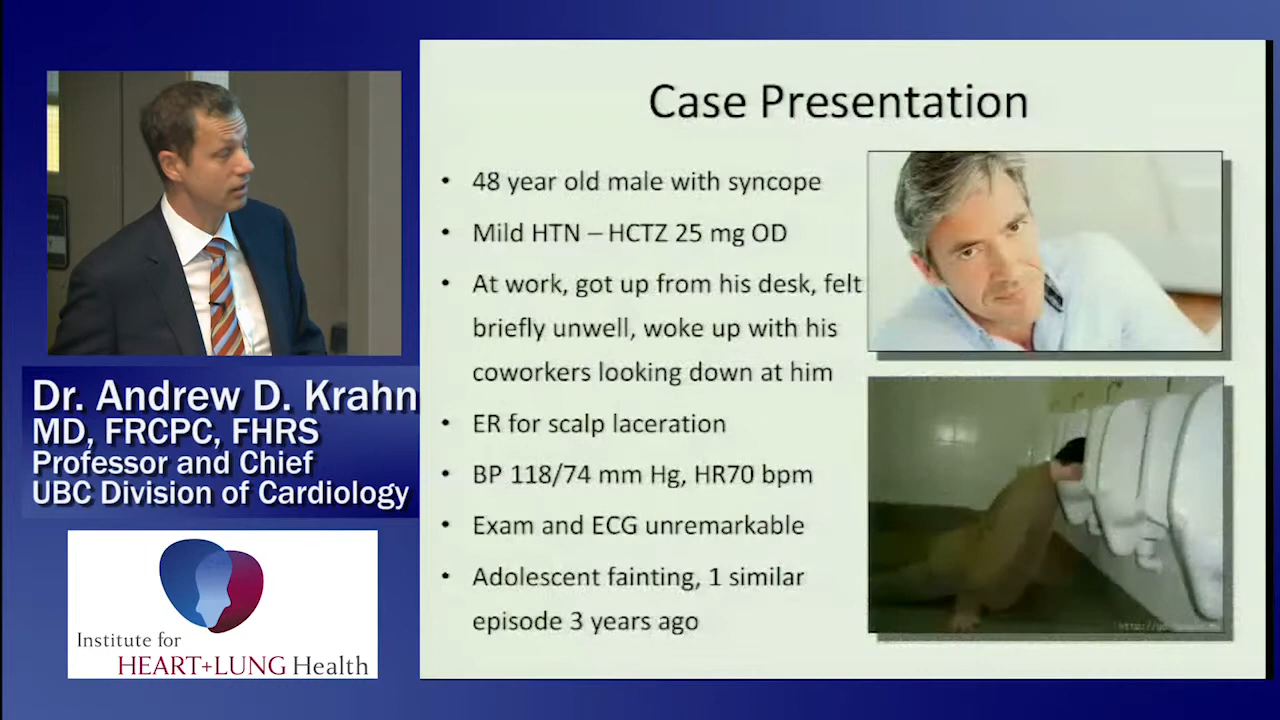 Case Presentation
• 48 year old male with syncope
• Mild HTN – HCTZ 25 mg OD
• At work, got up from his desk, felt
briefly unwell, woke up with his
coworkers looking down at him
• ER for scalp laceration
• BP 118/74 mm Hg, HR70 bpm
• Exam and ECG unremarkable
• Adolescent fainting, 1 similar
episode 3 years ago
Dr. Andrew D. Krahn
MD, FRCPC, FHRS
Professor and Chief
UBC Division of Cardiology
Institute for
HEART+LUNG Health